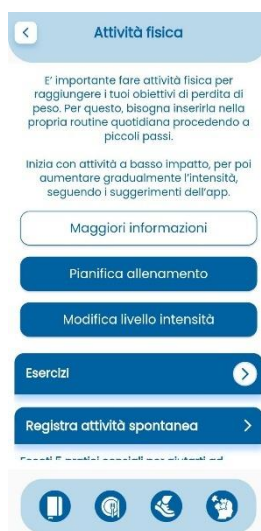 Attività fisica
E' importante fare attività fisica per
raggiungere i tuoi obiettivi di perdita di
peso. Per questo, bisogna inserirla nella
propria routine quotidiana procedendo a
piccoli passi.
Inizia con attività a basso impatto, per poi
aumentare gradualmente l'intensità,
seguendo i suggerimenti dell'app.
Maggiori informazioni
Pianifica allenamento
Modifica livello intensità
Esercizi
Registra attività spontanea